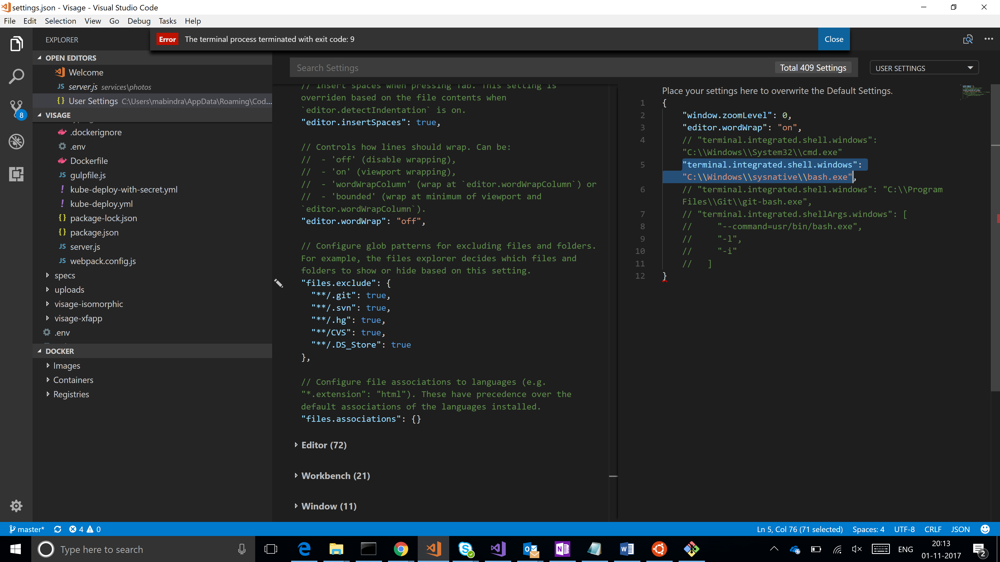 settings.json - Visage - Visual Studio Code
File Edit Selection View Go Debug Tasks Help
EXPLORER
Error The terminal process terminated with exit code: 9
Close
OPEN EDITORS
Welcome
JS server.js services\photos
{} User Settings C:\Users\mabindra\AppData\Roaming\Cod...
8
VISAGE
.dockerignore
.env
Dockerfile
JS gulpfile.js
! kube-deploy-with-secret.yml
! kube-deploy.yml
{} package-lock.json
{} package.json
JS server.js
JS webpack.config.js
specs
uploads
visage-isomorphic
visage-xfapp
.env
DOCKER
Images
Containers
Registries
Search Settings
Total 409 Settings
USER SETTINGS
// Insert spaces when pressing Tab. This setting is
overriden based on the file contents when
`editor.detectIndentation` is on.
"editor.insertSpaces": true,
// Controls how lines should wrap. Can be:
//  - 'off' (disable wrapping),
//  - 'on' (viewport wrapping),
//  - 'wordWrapColumn' (wrap at `editor.wordWrapColumn`) or
//  - 'bounded' (wrap at minimum of viewport and
`editor.wordWrapColumn`).
"editor.wordWrap": "off",
// Configure glob patterns for excluding files and folders.
For example, the files explorer decides which files and
folders to show or hide based on this setting.
"files.exclude": {
"**/.git": true,
"**/.svn": true,
"**/.hg": true,
"**/CVS": true,
"**/.DS_Store": true
},
// Configure file associations to languages (e.g.
"*.extension": "html"). These have precedence over the
default associations of the languages installed.
"files.associations": {}
Editor (72)
Workbench (21)
Window (11)
Place your settings here to overwrite the Default Settings.
1 {
2 "window.zoomLevel": 0,
3 "editor.wordWrap": "on",
4 // "terminal.integrated.shell.windows":
"C:\\Windows\\System32\\cmd.exe"
5 "terminal.integrated.shell.windows":
"C:\\Windows\\sysnative\\bash.exe",
6 // "terminal.integrated.shell.windows": "C:\\Program
Files\\Git\\git-bash.exe",
7 // "terminal.integrated.shellArgs.windows": [
8 //     "--command=usr/bin/bash.exe",
9 //     "-l",
10 //     "-i"
11 //   ]
12 }
master* 4 0
Ln 5, Col 76 (71 selected) Spaces: 4 UTF-8 CRLF JSON
Type here to search
ENG
20:13
01-11-2017
2